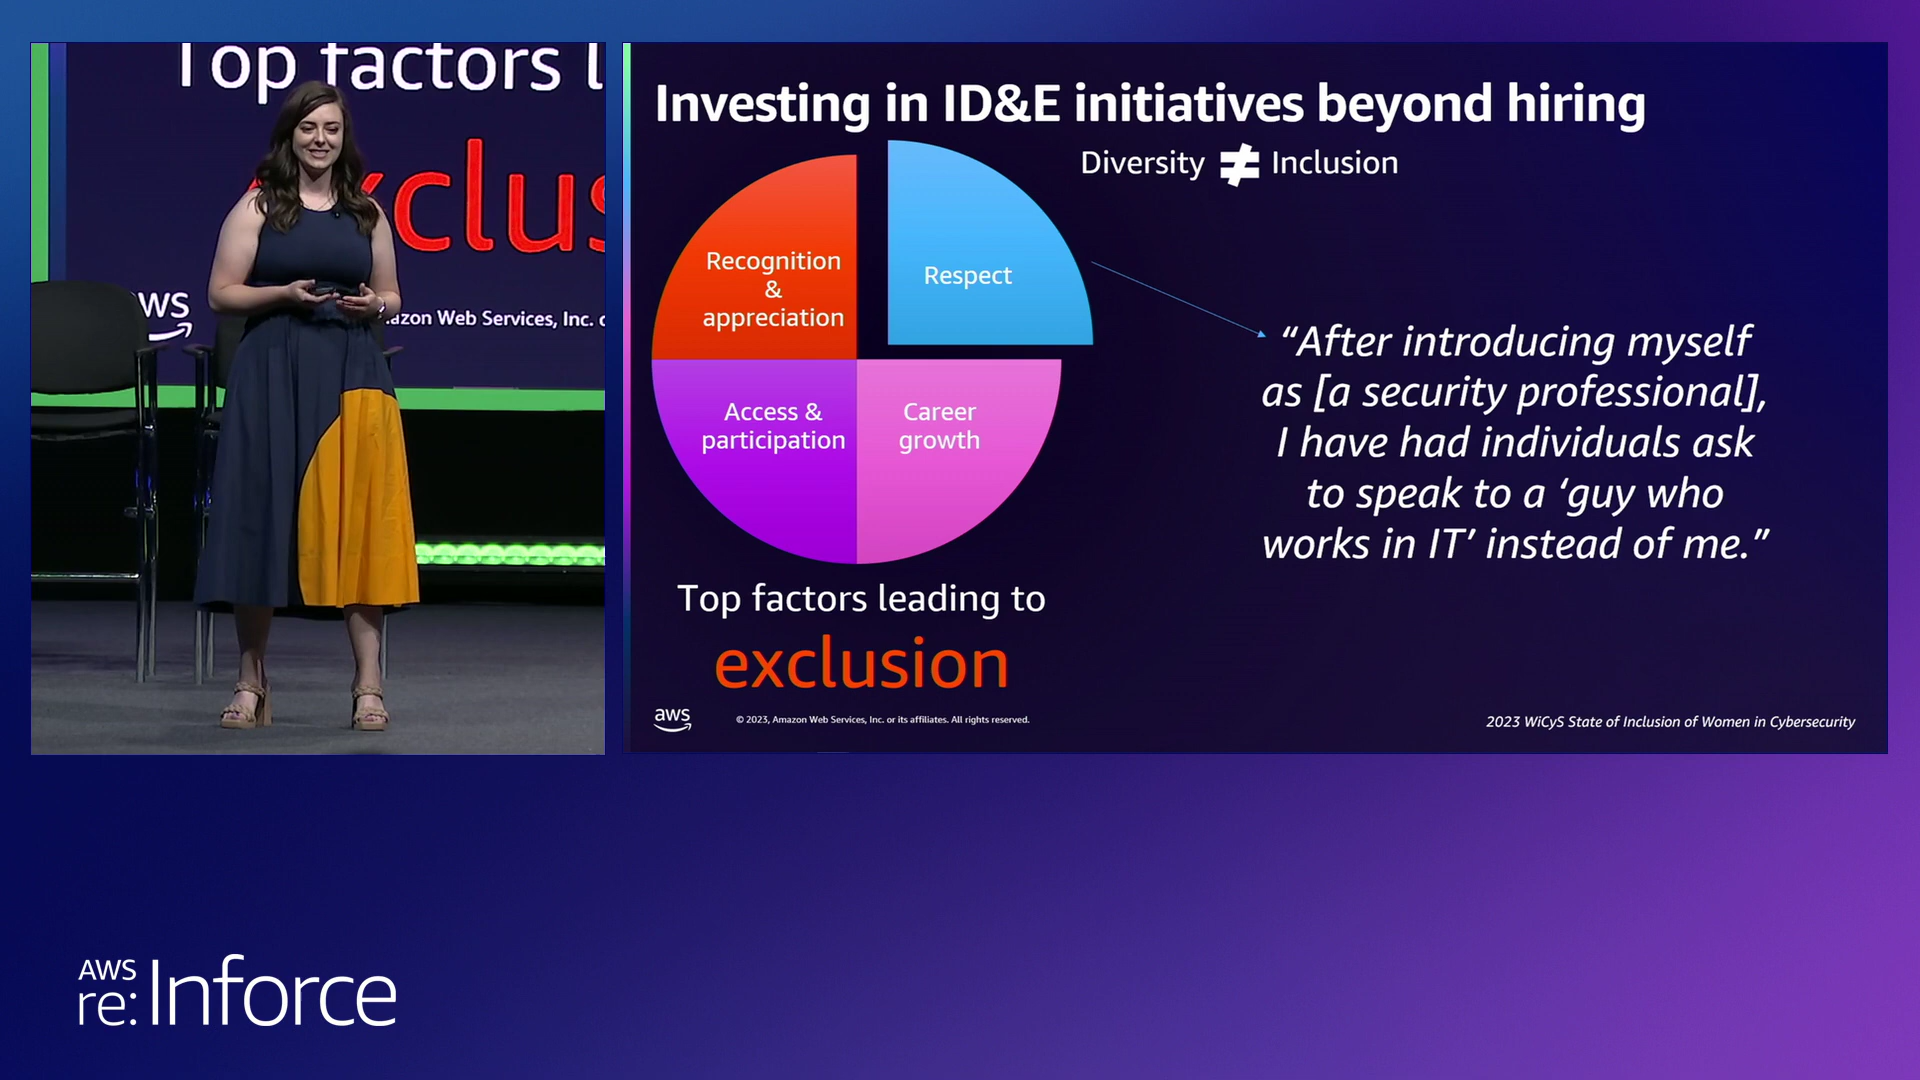 Top factors l
xclus
ws
azon Web Services, Inc. o
Investing in ID&E initiatives beyond hiring
Diversity ≠ Inclusion
Recognition
&
appreciation
Respect
Access &
participation
Career
growth
“After introducing myself
as [a security professional],
I have had individuals ask
to speak to a ‘guy who
works in IT’ instead of me.”
Top factors leading to
exclusion
aws
© 2023, Amazon Web Services, Inc. or its affiliates. All rights reserved.
2023 WiCyS State of Inclusion of Women in Cybersecurity
AWS
re:Inforce